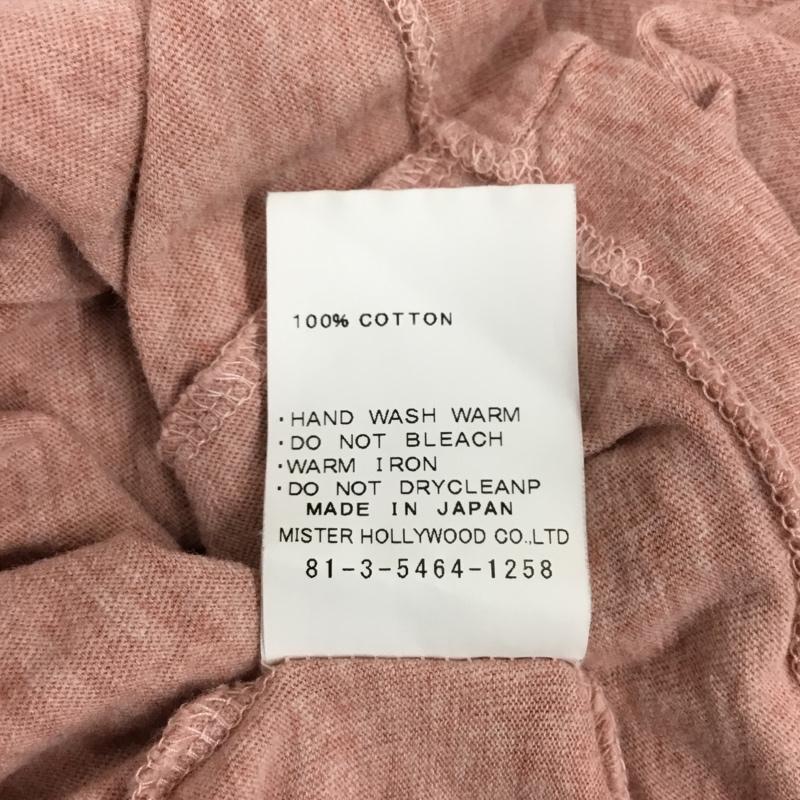 100% COTTON
・HAND WASH WARM
・DO NOT BLEACH
・WARM IRON
・DO NOT DRYCLEANP
MADE IN JAPAN
MISTER HOLLYWOOD CO.,LTD
81-3-5464-1258